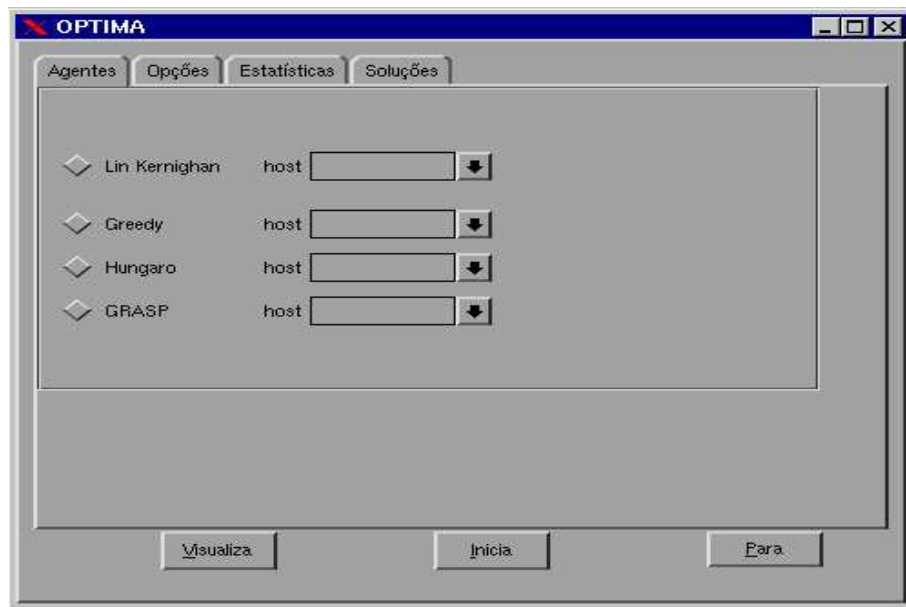 OPTIMA
Agentes Opções Estatísticas Soluções
Lin Kernighan host
Greedy host
Hungaro host
GRASP host
Visualiza Inicia Para